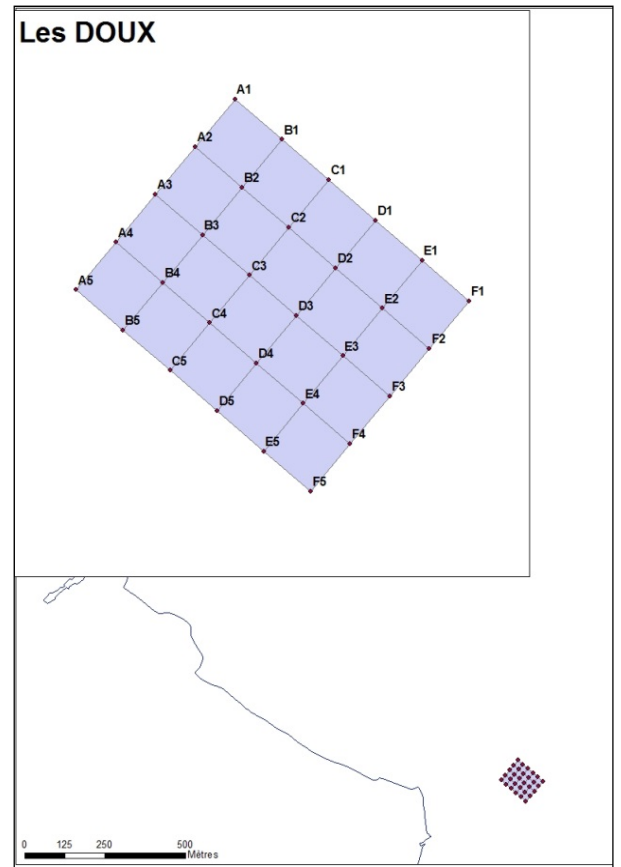 Les DOUX
A1
B1
A2
C1
A3
B2
D1
C2
A4
B3
E1
D2
C3
A5
B4
F1
E2
D3
B5
C4
F2
E3
D4
C5
F3
E4
D5
F4
E5
F5
0 125 250 500
Mètres